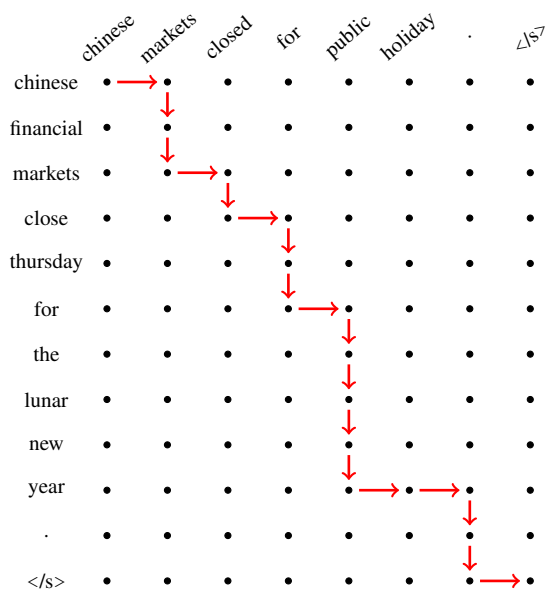 chinese markets closed for public holiday . </s>
chinese
financial
markets
close
thursday
for
the
lunar
new
year
.
</s>